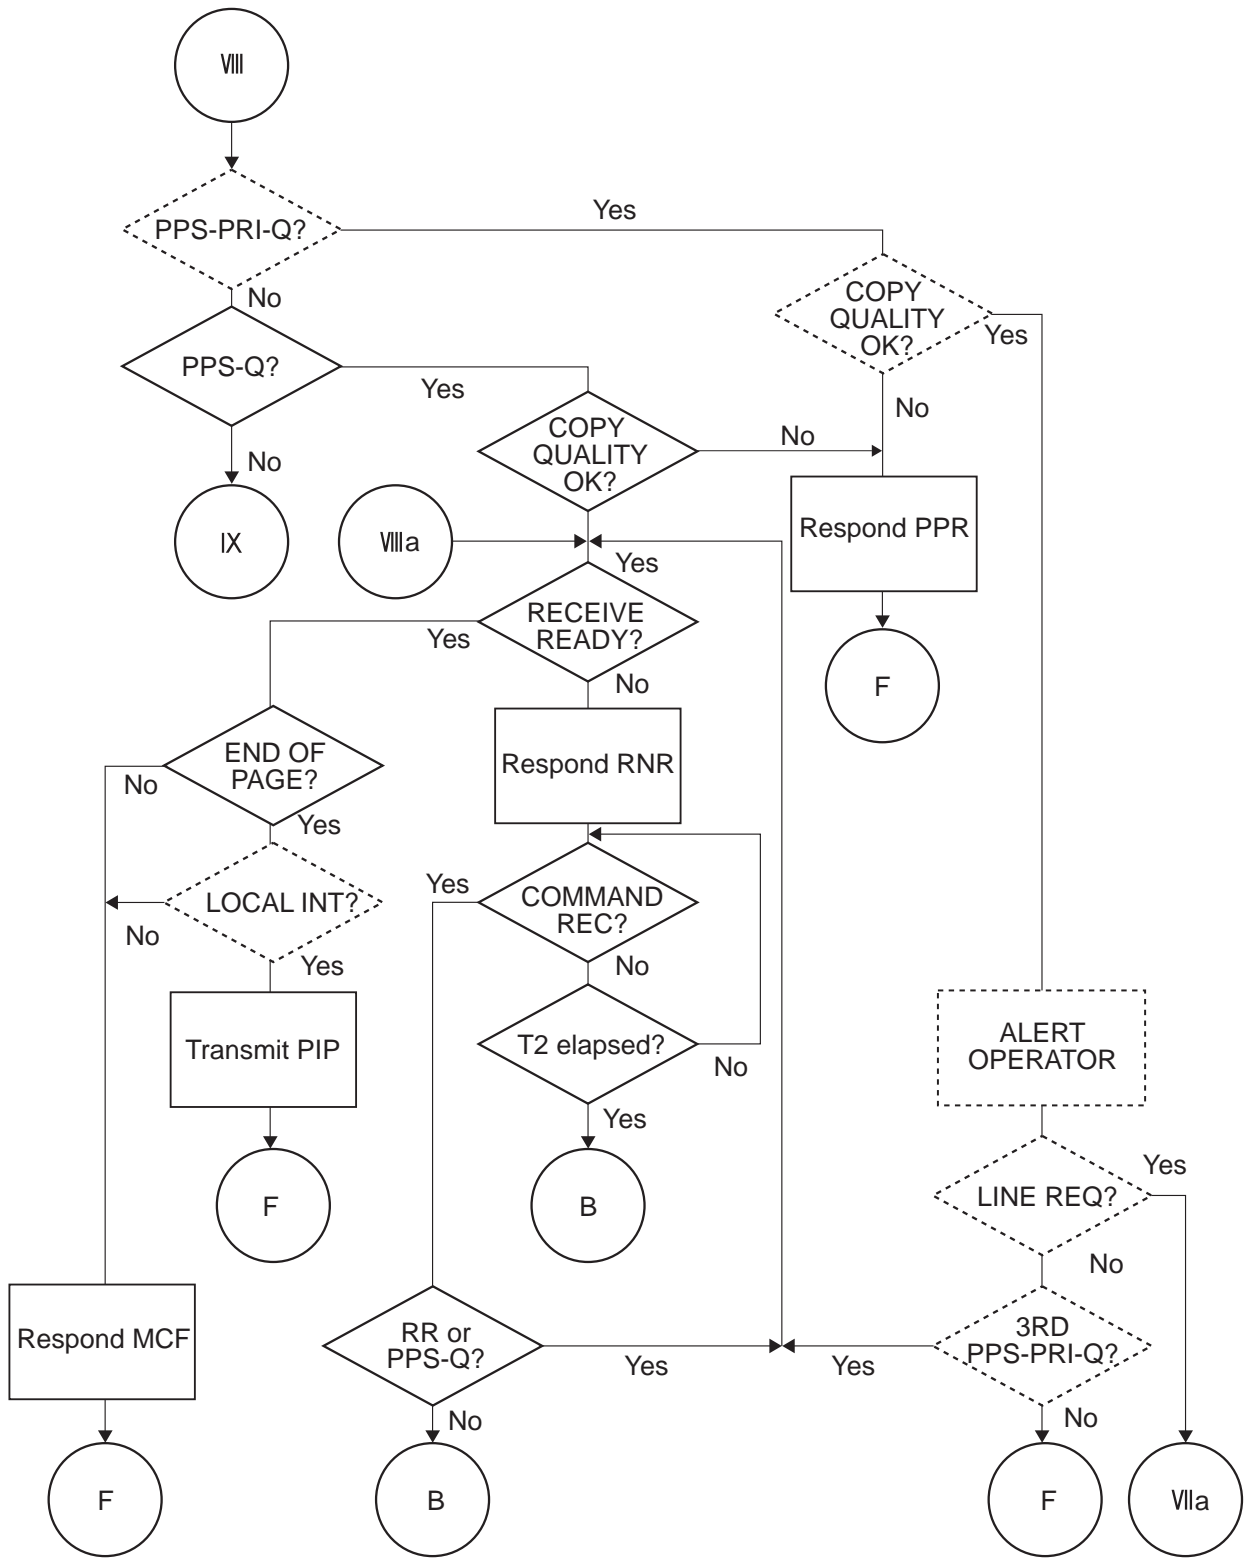 VIII
PPS-PRI-Q?
Yes
No
COPY
QUALITY
OK?
Yes
PPS-Q?
Yes
No
No
COPY
QUALITY
OK?
No
IX
VIIIa
Yes
Respond PPR
RECEIVE
READY?
Yes
No
F
END OF
PAGE?
No
Yes
Respond RNR
LOCAL INT?
No
Yes
COMMAND
REC?
Yes
No
Transmit PIP
T2 elapsed?
No
Yes
ALERT
OPERATOR
F
B
LINE REQ?
Yes
No
Respond MCF
RR or
PPS-Q?
Yes
No
3RD
PPS-PRI-Q?
Yes
No
F
B
F
VIIa